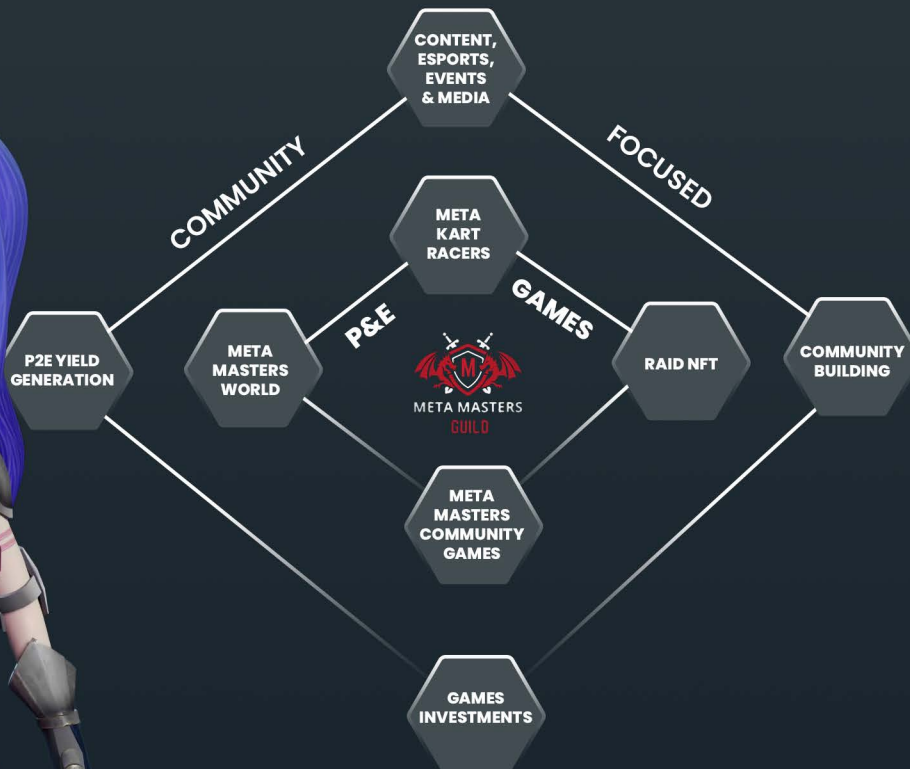 CONTENT,
ESPORTS,
EVENTS
& MEDIA
COMMUNITY
FOCUSED
META
KART
RACERS
P&E
GAMES
P2E YIELD
GENERATION
META
MASTERS
WORLD
M
META MASTERS
GUILD
RAID NFT
COMMUNITY
BUILDING
META
MASTERS
COMMUNITY
GAMES
GAMES
INVESTMENTS